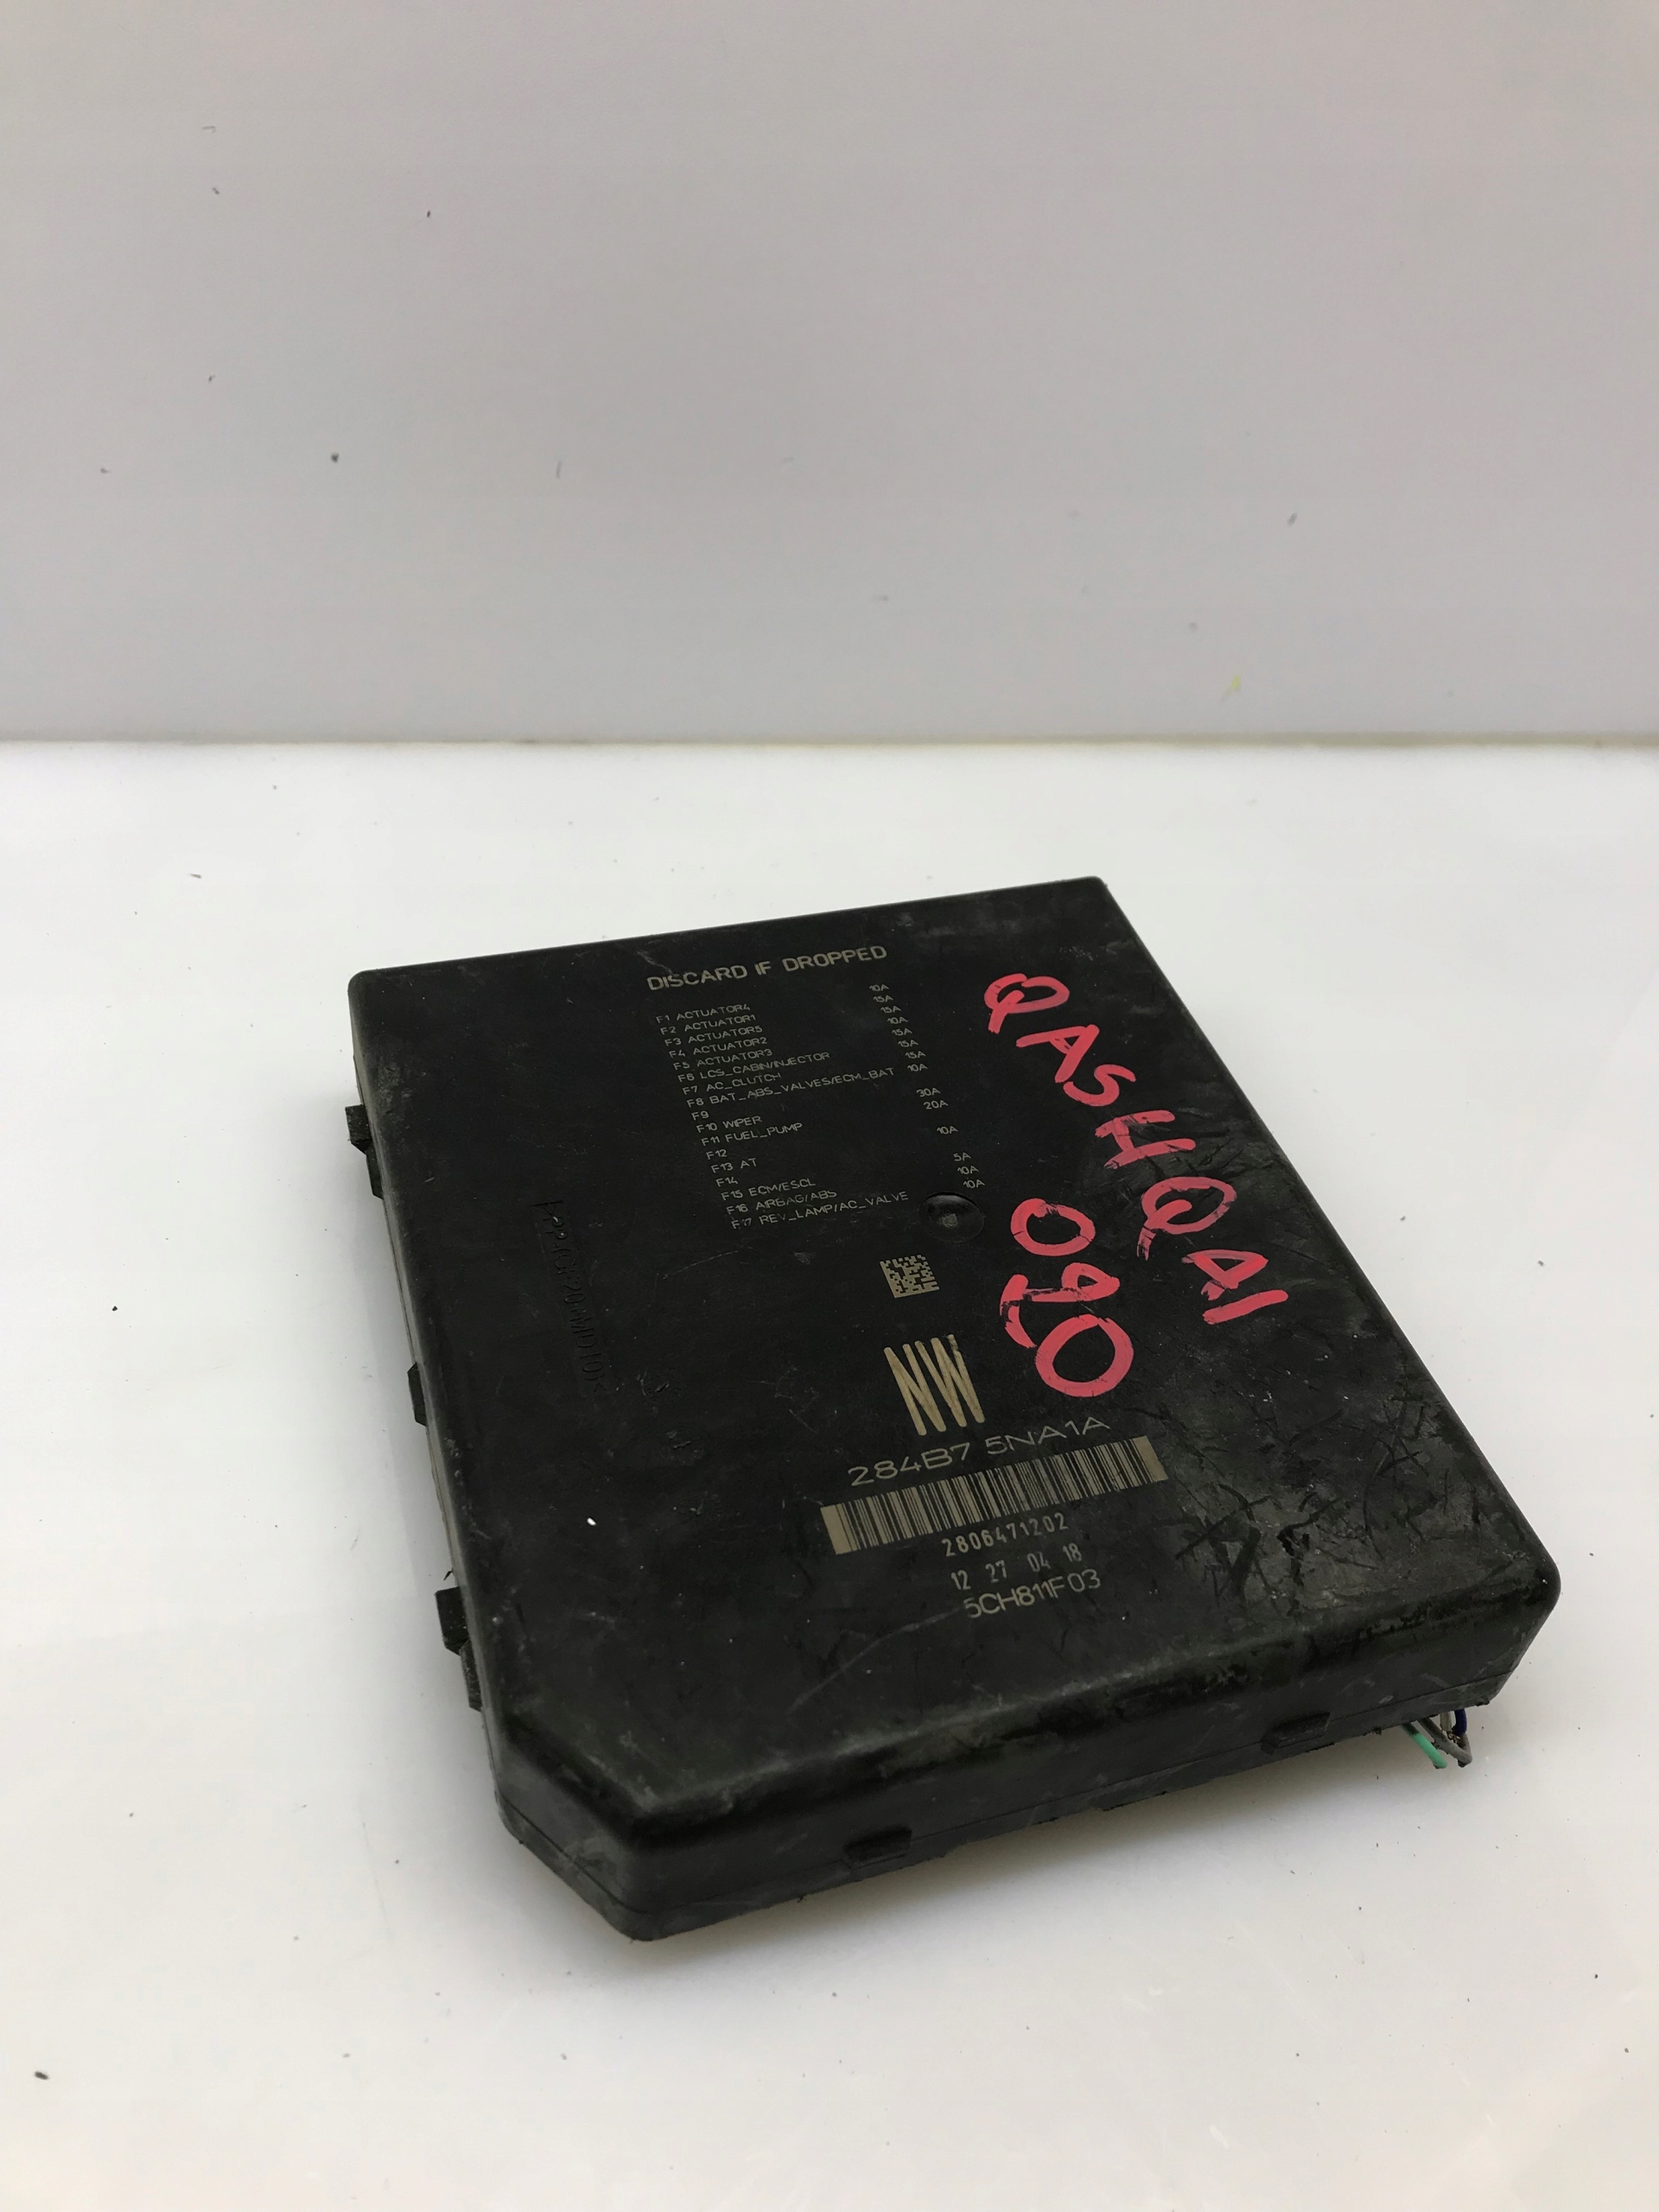 DISCARD IF DROPPED
F1 ACTUATOR4 10A
F2 ACTUATOR1 15A
F3 ACTUATOR5 15A
F4 ACTUATOR2 10A
F5 ACTUATOR3 15A
F6 LCS_CABIN/INJECTOR 15A
F7 AC_CLUTCH 15A
F8 BAT_ABS_VALVES/ECM_BAT 10A
F9
F10 WIPER 30A
F11 FUEL_PUMP 20A
F12
F13 AT 10A
F14
F15 ECM/ESCL 5A
F16 AIRBAG/ABS 10A
F17 REV_LAMP/AC_VALVE 10A
QASHQAI
020
NW
284B7 5NA1A
2806471202
12 27 04 18
5CH811F03